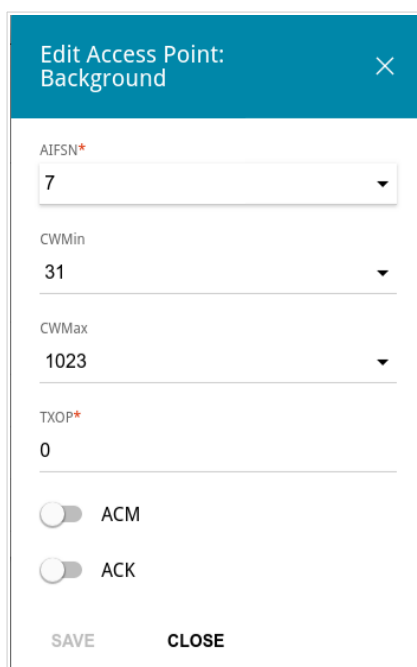 Edit Access Point:
Background
AIFSN*
7
CWMin
31
CWMax
1023
TXOP*
0
ACM
ACK
SAVE CLOSE